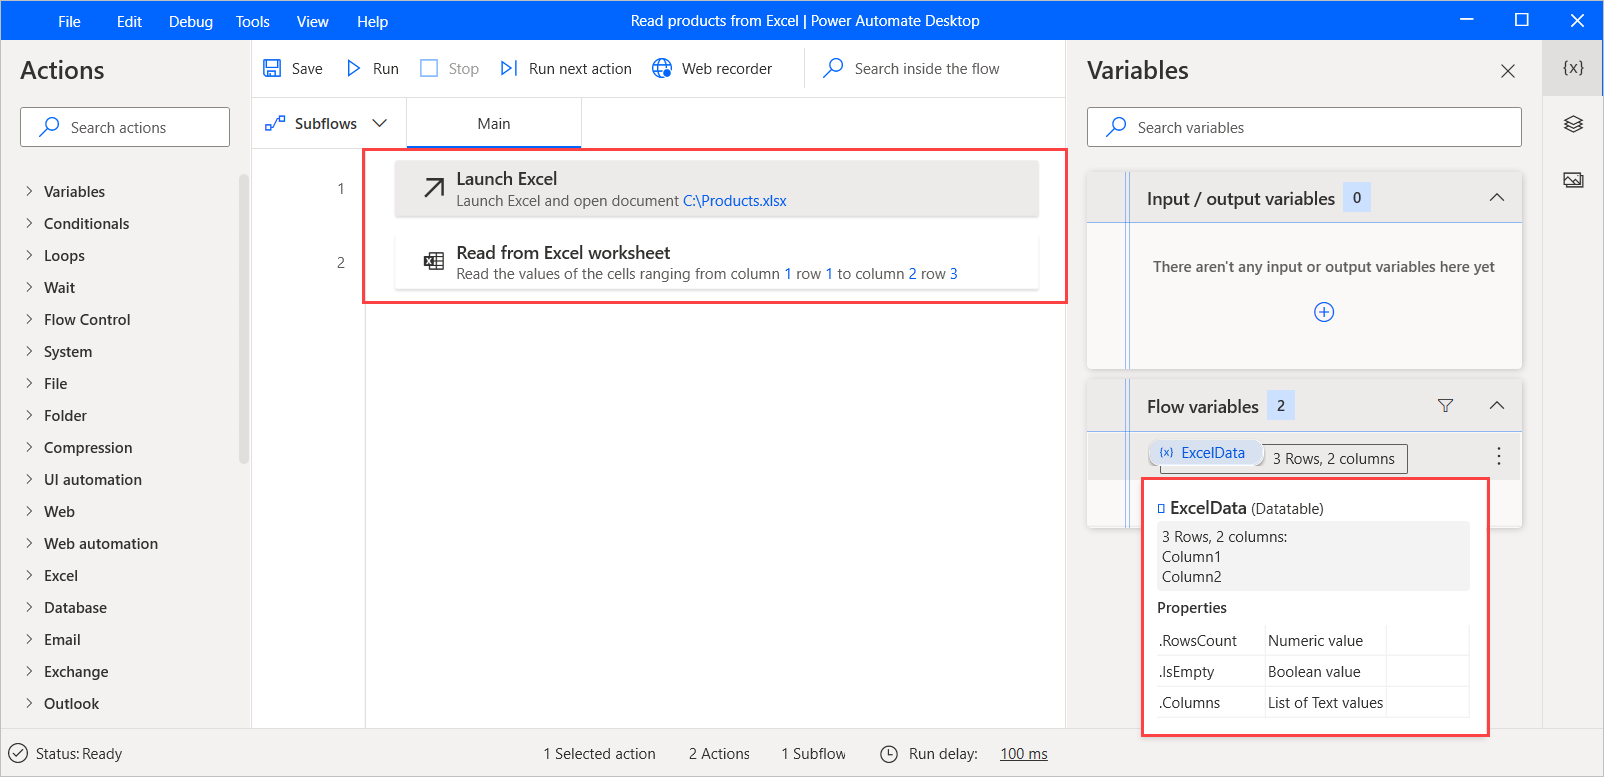 File Edit Debug Tools View Help Read products from Excel | Power Automate Desktop
Actions
Search actions
Variables
Conditionals
Loops
Wait
Flow Control
System
File
Folder
Compression
UI automation
Web
Web automation
Excel
Database
Email
Exchange
Outlook
Save Run Stop Run next action Web recorder Search inside the flow
Subflows Main
1 Launch Excel
Launch Excel and open document C:\Products.xlsx
2 Read from Excel worksheet
Read the values of the cells ranging from column 1 row 1 to column 2 row 3
Variables
{x}
Search variables
Input / output variables 0
There aren't any input or output variables here yet
Flow variables 2
{x} ExcelData 3 Rows, 2 columns
ExcelData (Datatable)
3 Rows, 2 columns:
Column1
Column2
Properties
.RowsCount Numeric value
.IsEmpty Boolean value
.Columns List of Text values
Status: Ready 1 Selected action 2 Actions 1 Subflow Run delay: 100 ms